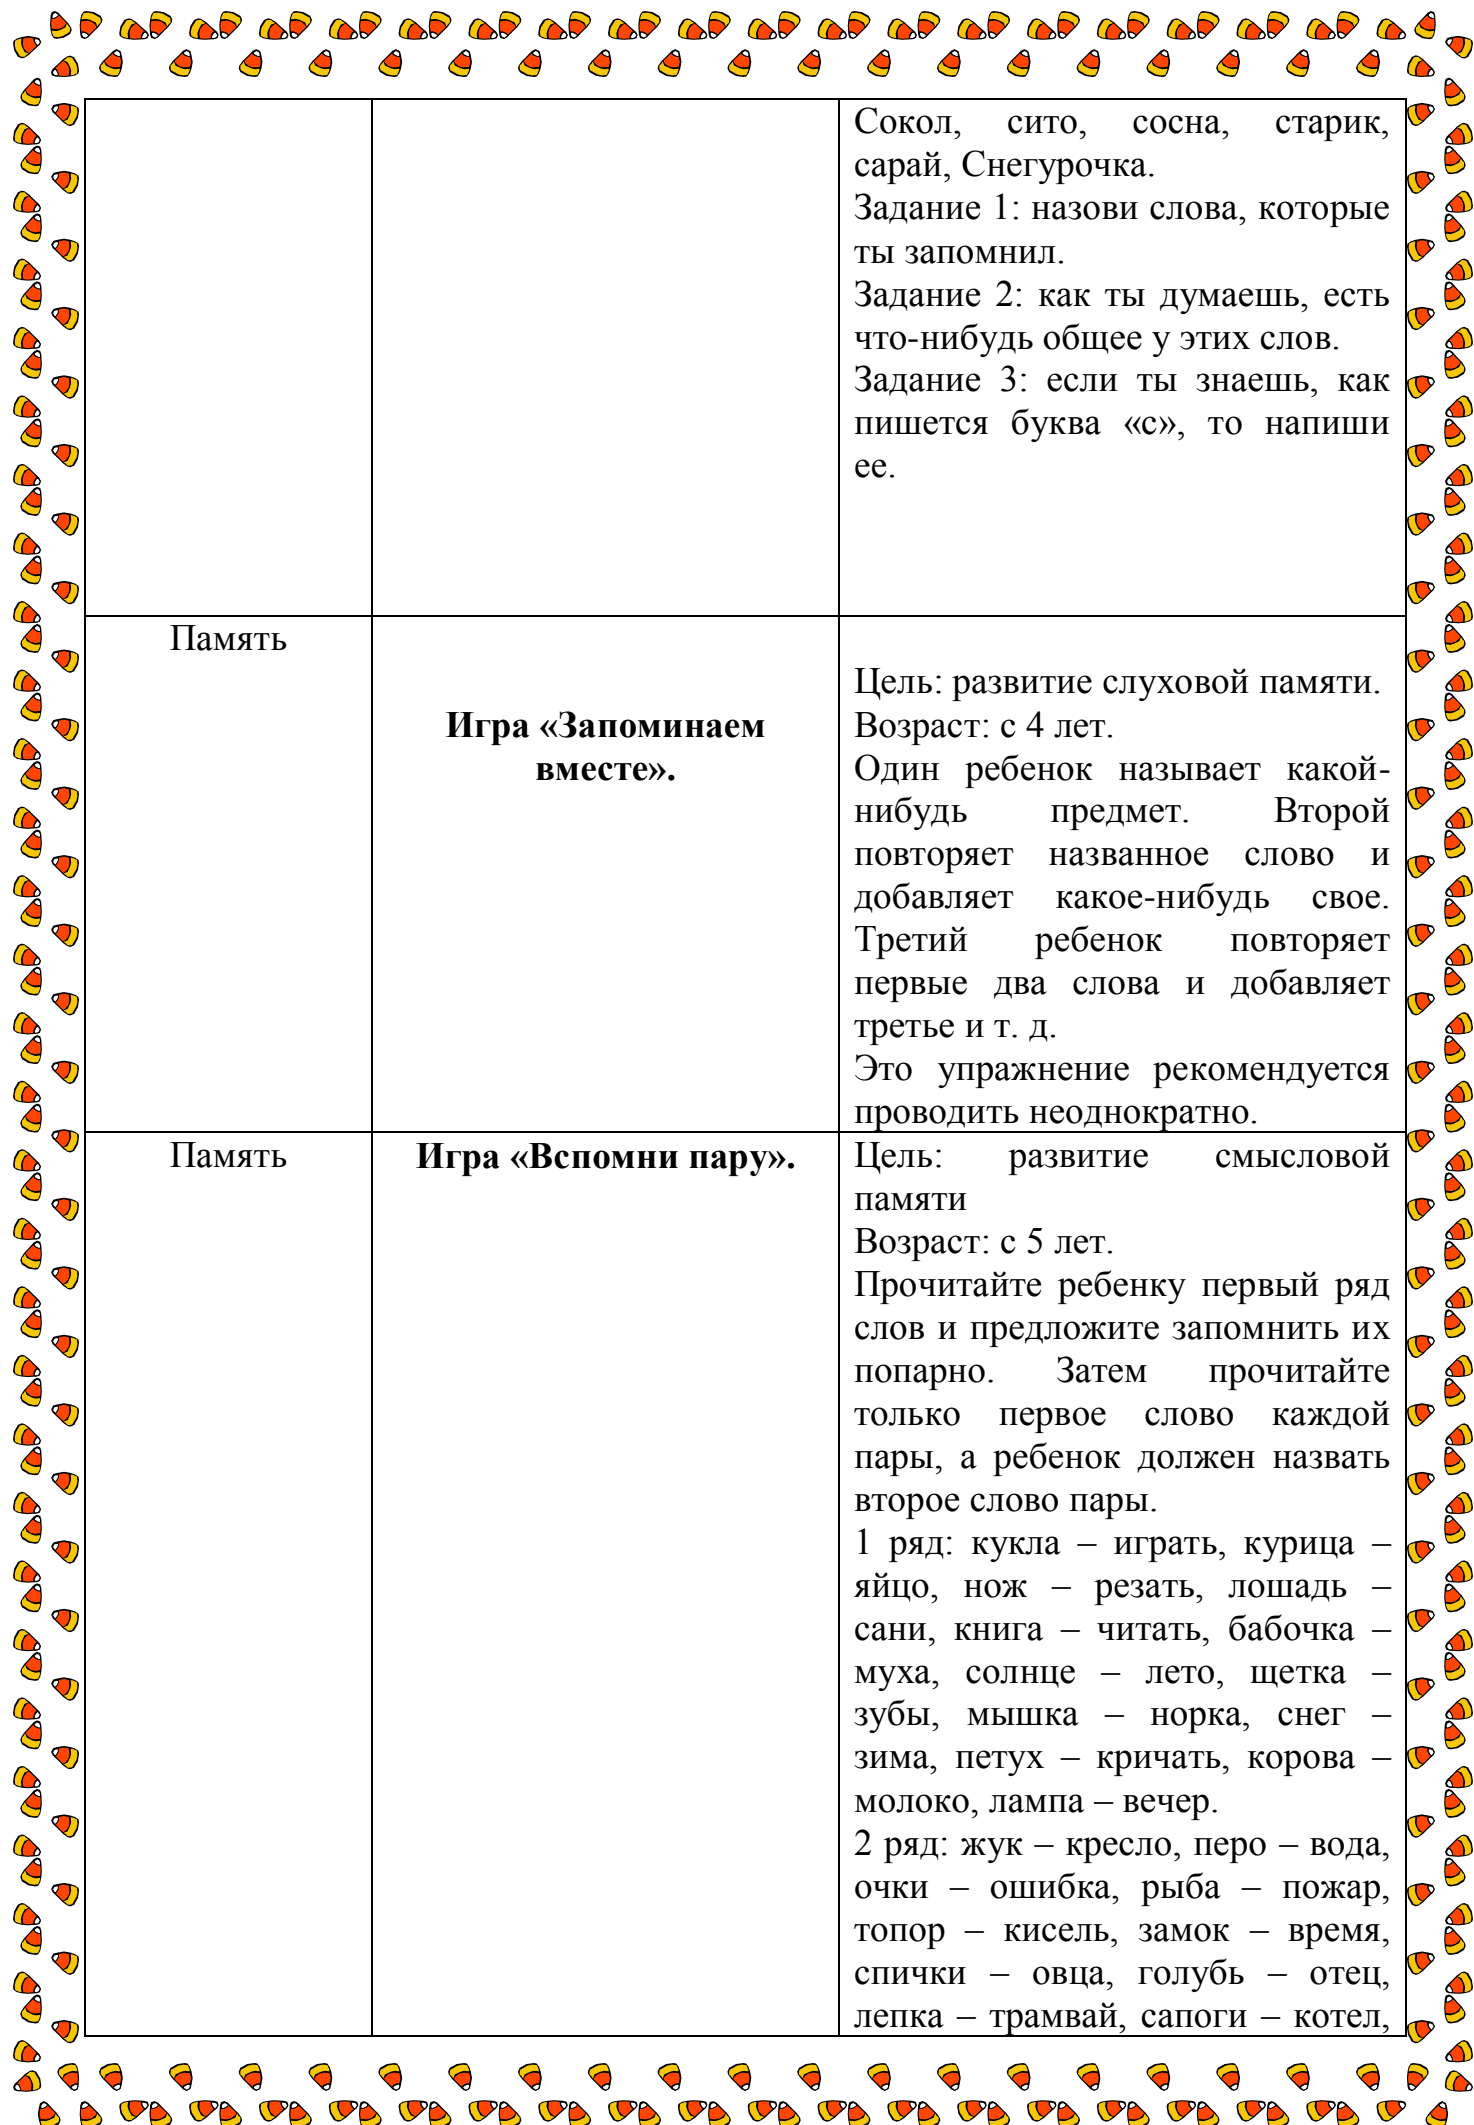 Сокол, сито, сосна, старик,
сарай, Снегурочка.
Задание 1: назови слова, которые
ты запомнил.
Задание 2: как ты думаешь, есть
что-нибудь общее у этих слов.
Задание 3: если ты знаешь, как
пишется буква «с», то напиши
ее.
Память
Игра «Запоминаем
вместе».
Цель: развитие слуховой памяти.
Возраст: с 4 лет.
Один ребенок называет какой-
нибудь предмет. Второй
повторяет названное слово и
добавляет какое-нибудь свое.
Третий ребенок повторяет
первые два слова и добавляет
третье и т. д.
Это упражнение рекомендуется
проводить неоднократно.
Память
Игра «Вспомни пару».
Цель: развитие смысловой
памяти
Возраст: с 5 лет.
Прочитайте ребенку первый ряд
слов и предложите запомнить их
попарно. Затем прочитайте
только первое слово каждой
пары, а ребенок должен назвать
второе слово пары.
1 ряд: кукла – играть, курица –
яйцо, нож – резать, лошадь –
сани, книга – читать, бабочка –
муха, солнце – лето, щетка –
зубы, мышка – норка, снег –
зима, петух – кричать, корова –
молоко, лампа – вечер.
2 ряд: жук – кресло, перо – вода,
очки – ошибка, рыба – пожар,
топор – кисель, замок – время,
спички – овца, голубь – отец,
лепка – трамвай, сапоги – котел,